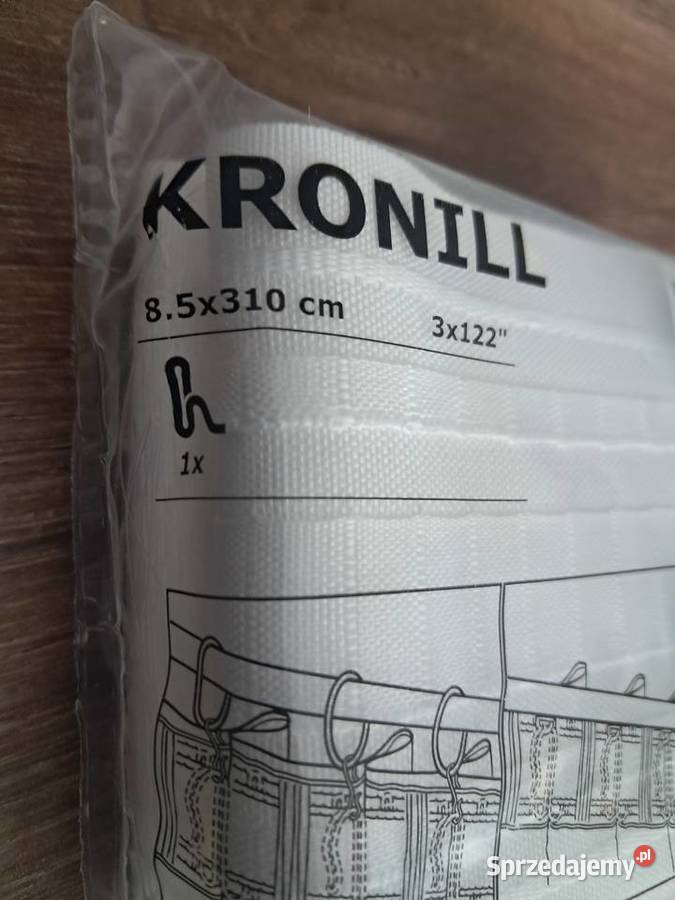 KRONILL
8.5x310 cm
3x122"
1x
Sprzedajemy.pl